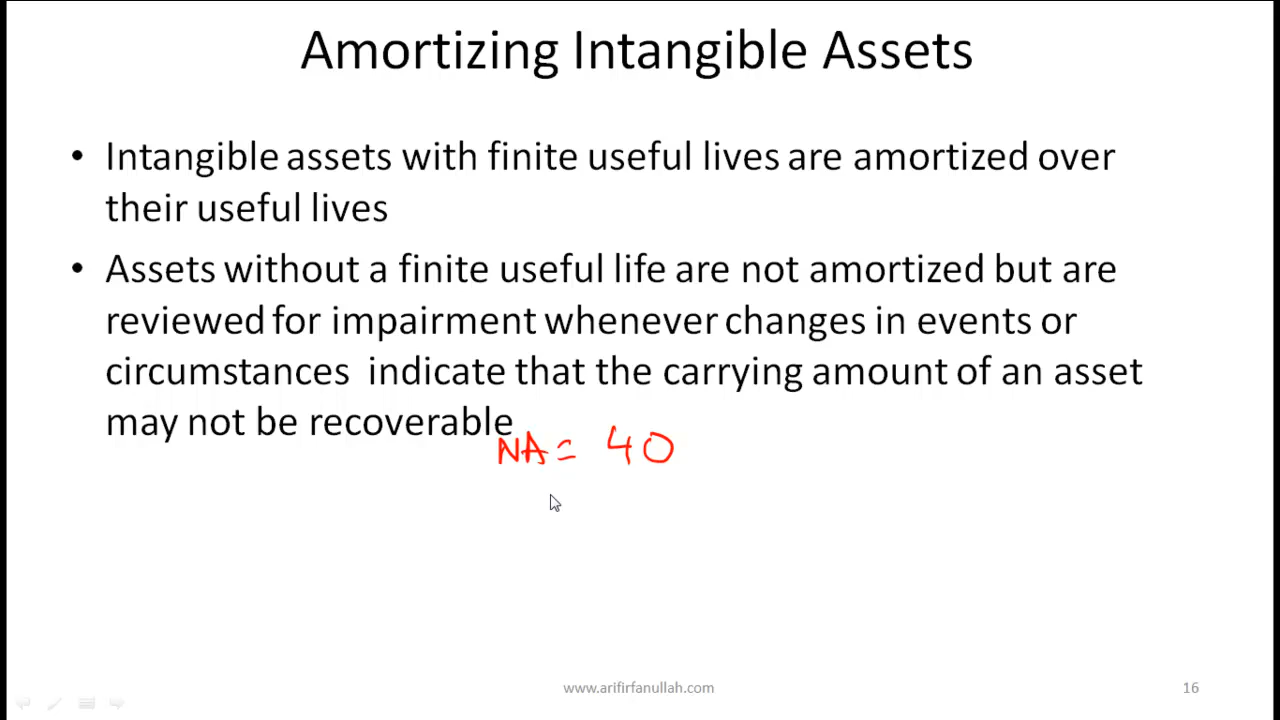 Amortizing Intangible Assets
• Intangible assets with finite useful lives are amortized over
their useful lives
• Assets without a finite useful life are not amortized but are
reviewed for impairment whenever changes in events or
circumstances indicate that the carrying amount of an asset
may not be recoverable
NA = 40
www.arifirfanullah.com
16